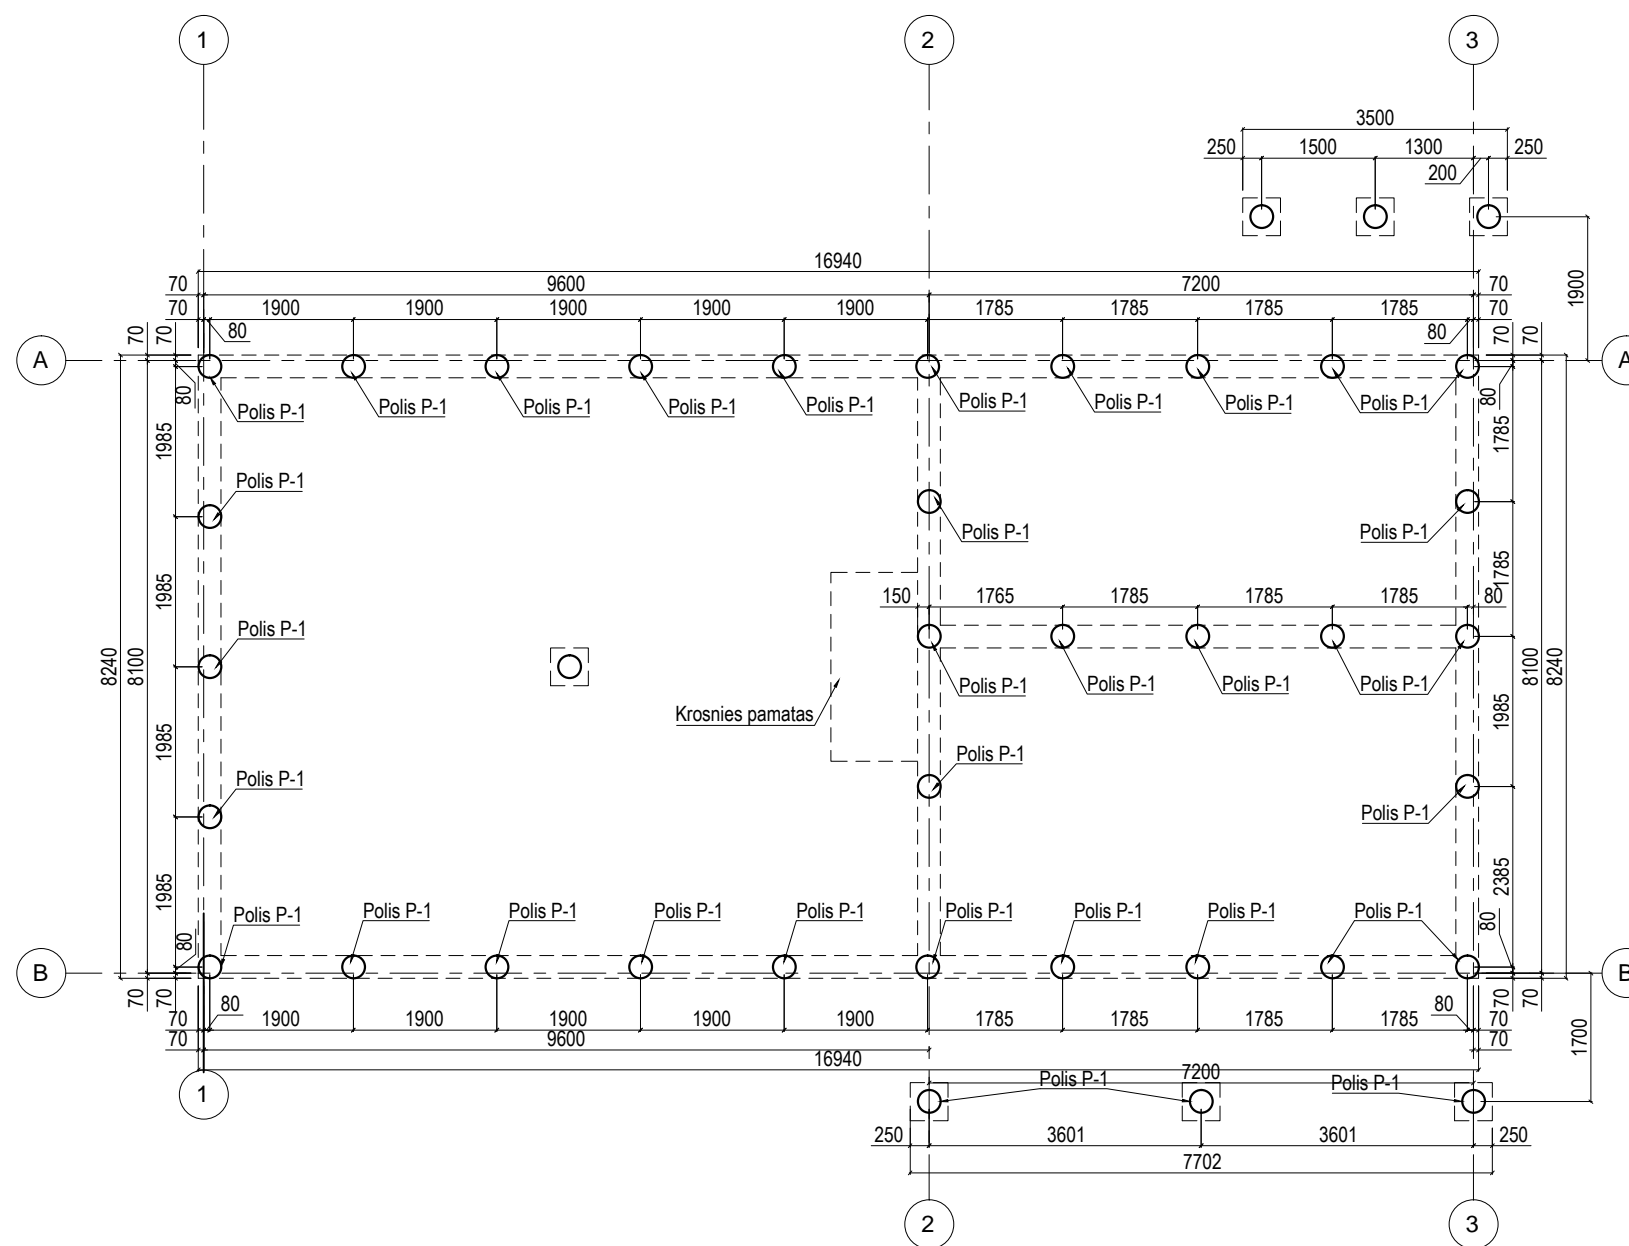 1 2 3
3500
250 1500 1300 250
200
16940
70 9600 7200 70
70 1900 1900 1900 1900 1900 1785 1785 1785 1785 70
80 80
1900
70 70 70 70
A A
80 80
Polis P-1 Polis P-1 Polis P-1 Polis P-1 Polis P-1 Polis P-1 Polis P-1 Polis P-1 Polis P-1
1985 1785
Polis P-1
Polis P-1 Polis P-1
1985 1785
150 1765 1785 1785 1785 80
Polis P-1
8240 8100 8100 8240
Polis P-1 Polis P-1 Polis P-1 Polis P-1
Krosnies pamatas
1985 1985
Polis P-1
Polis P-1 Polis P-1
1985 2385
Polis P-1 Polis P-1 Polis P-1 Polis P-1 Polis P-1 Polis P-1 Polis P-1 Polis P-1 Polis P-1
80 80
B B
70 70 70 70
80 80
70 1900 1900 1900 1900 1900 1785 1785 1785 1785 70
70 9600 70
1700
16940
7200
1
Polis P-1 Polis P-1
250 3601 3601 250
7702
2 3